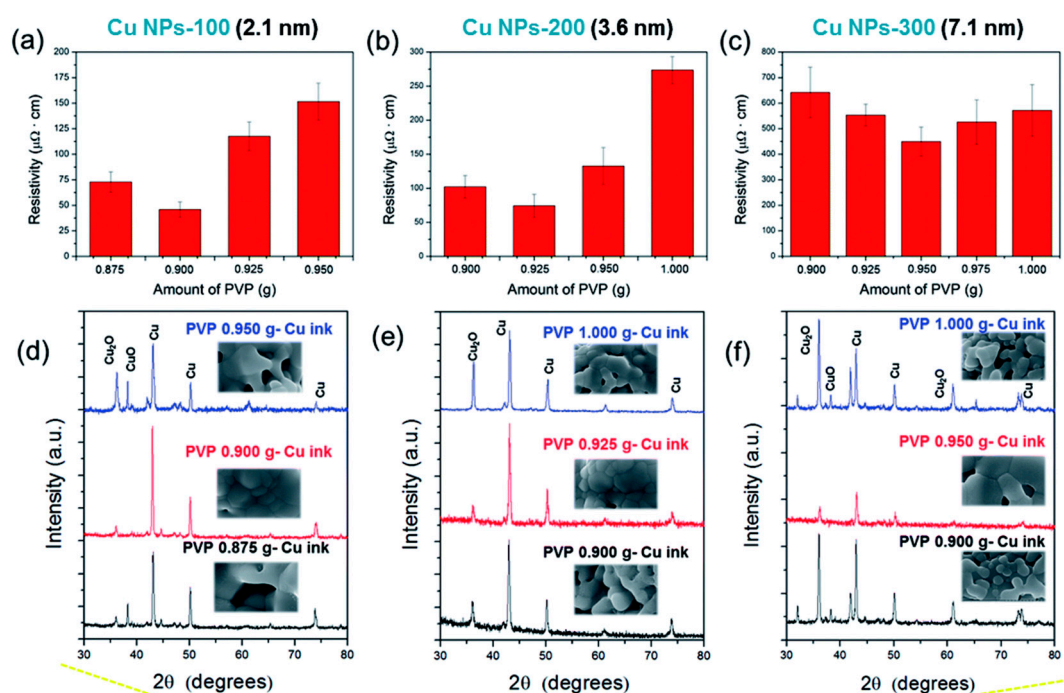 Cu NPs-100 (2.1 nm)
Cu NPs-200 (3.6 nm)
Cu NPs-300 (7.1 nm)
(a)
200
175
150
125
100
75
50
25
0
Resistivity (μΩ · cm)
0.875 0.900 0.925 0.950
Amount of PVP (g)
(b)
300
250
200
150
100
50
0
Resistivity (μΩ · cm)
0.900 0.925 0.950 1.000
Amount of PVP (g)
(c)
800
700
600
500
400
300
200
100
0
Resistivity (μΩ · cm)
0.900 0.925 0.950 0.975 1.000
Amount of PVP (g)
(d)
Intensity (a.u.)
Cu₂O
CuO
Cu
Cu
Cu
PVP 0.950 g- Cu ink
PVP 0.900 g- Cu ink
PVP 0.875 g- Cu ink
30 40 50 60 70 80
2θ (degrees)
(e)
Intensity (a.u.)
Cu₂O
Cu
Cu
Cu
PVP 1.000 g- Cu ink
PVP 0.925 g- Cu ink
PVP 0.900 g- Cu ink
30 40 50 60 70 80
2θ (degrees)
(f)
Intensity (a.u.)
Cu₂O
CuO
Cu
Cu
Cu₂O
Cu
PVP 1.000 g- Cu ink
PVP 0.950 g- Cu ink
PVP 0.900 g- Cu ink
30 40 50 60 70 80
2θ (degrees)